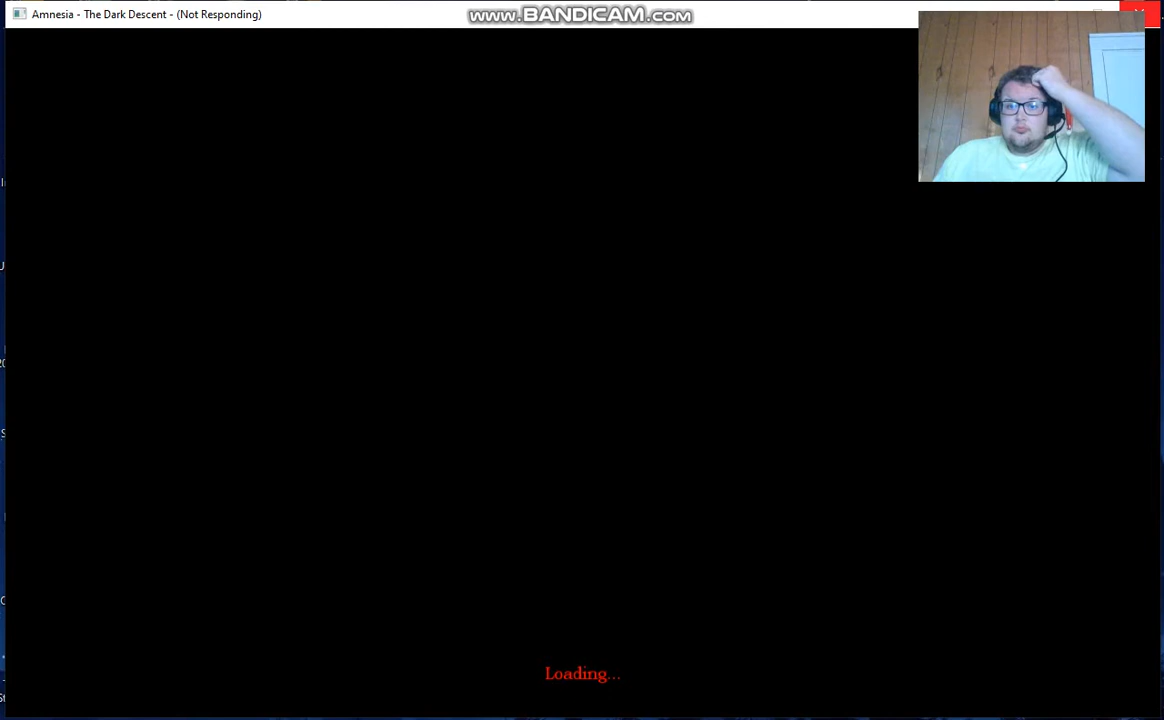 Amnesia - The Dark Descent - (Not Responding)
www.BANDICAM.com
Loading...